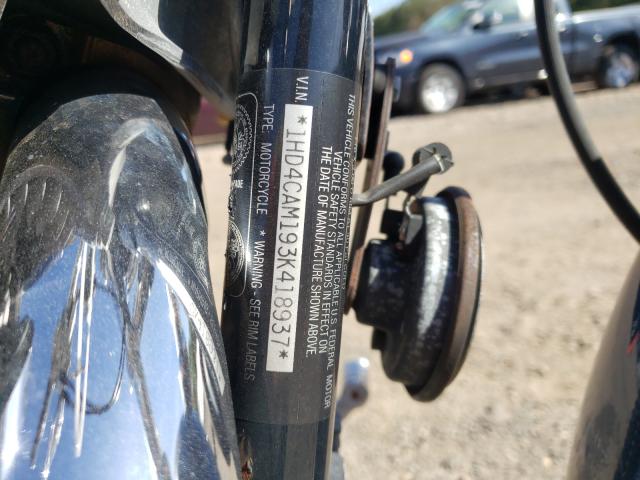 THIS VEHICLE CONFORMS TO ALL APPLICABLE U.S. FEDERAL MOTOR
VEHICLE SAFETY STANDARDS IN EFFECT ON
THE DATE OF MANUFACTURE SHOWN ABOVE.
V.I.N. *1HD4CAM193K418937*
TYPE: MOTORCYCLE * WARNING - SEE RIM LABELS